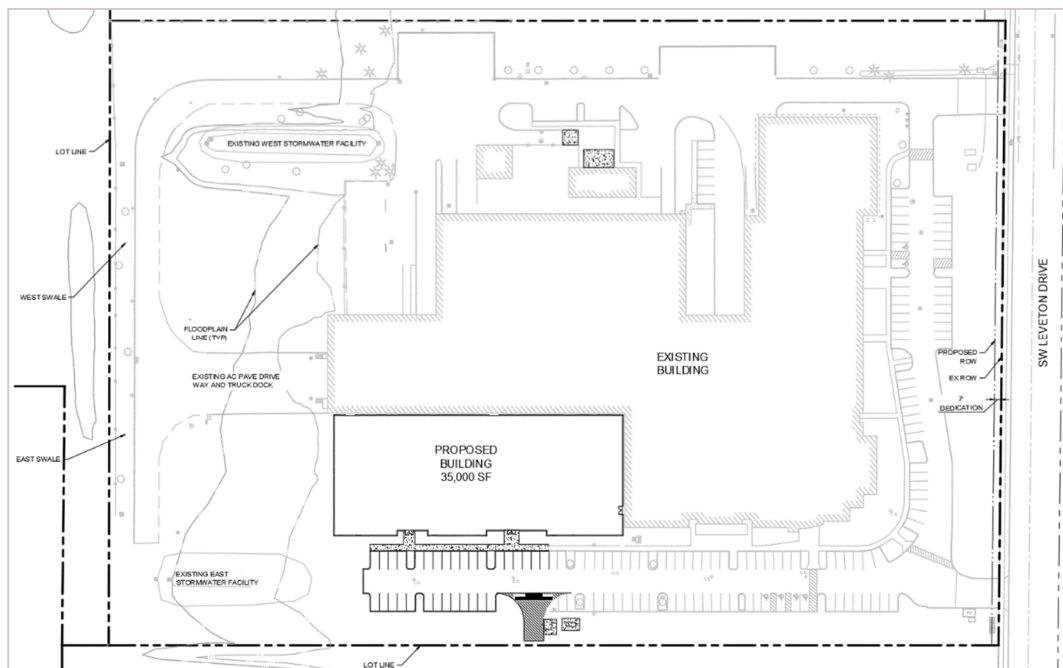 EXISTING WEST STORMWATER FACILITY
LOT LINE
WEST SWALE
FLOODPLAIN
LINE (TYP)
EXISTING
BUILDING
SW LEVETON DRIVE
PROPOSED
ROW
EX ROW
7'
DEDICATION
EXISTING AC PAVE DRIVE
WAY AND TRUCK DOCK
PROPOSED
BUILDING
35,000 SF
EAST SWALE
EXISTING EAST
STORMWATER FACILITY
LOT LINE